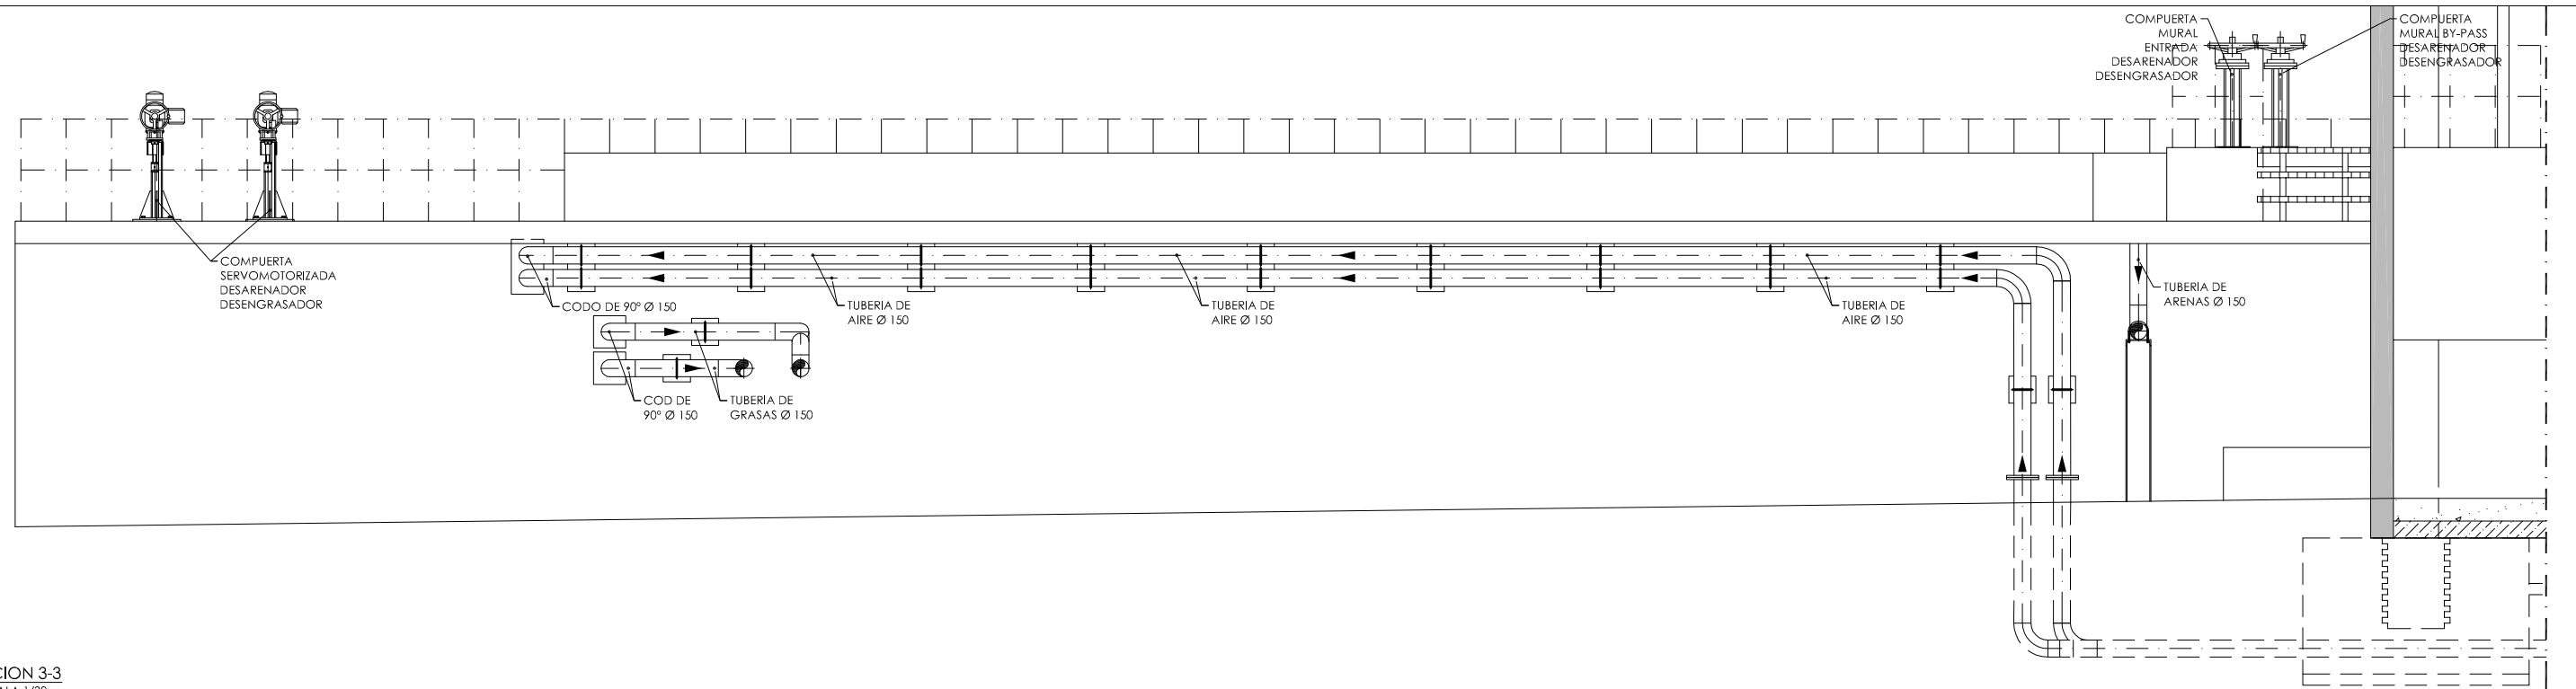 COMPUERTA
MURAL
ENTRADA
DESARENADOR
DESENGRASADOR
COMPUERTA
MURAL BY-PASS
DESARENADOR
DESENGRASADOR
COMPUERTA
SERVOMOTORIZADA
DESARENADOR
DESENGRASADOR
CODO DE 90º Ø 150
TUBERIA DE
AIRE Ø 150
TUBERIA DE
AIRE Ø 150
TUBERIA DE
AIRE Ø 150
TUBERIA DE
ARENAS Ø 150
COD DE
90º Ø 150
TUBERIA DE
GRASAS Ø 150
CION 3-3